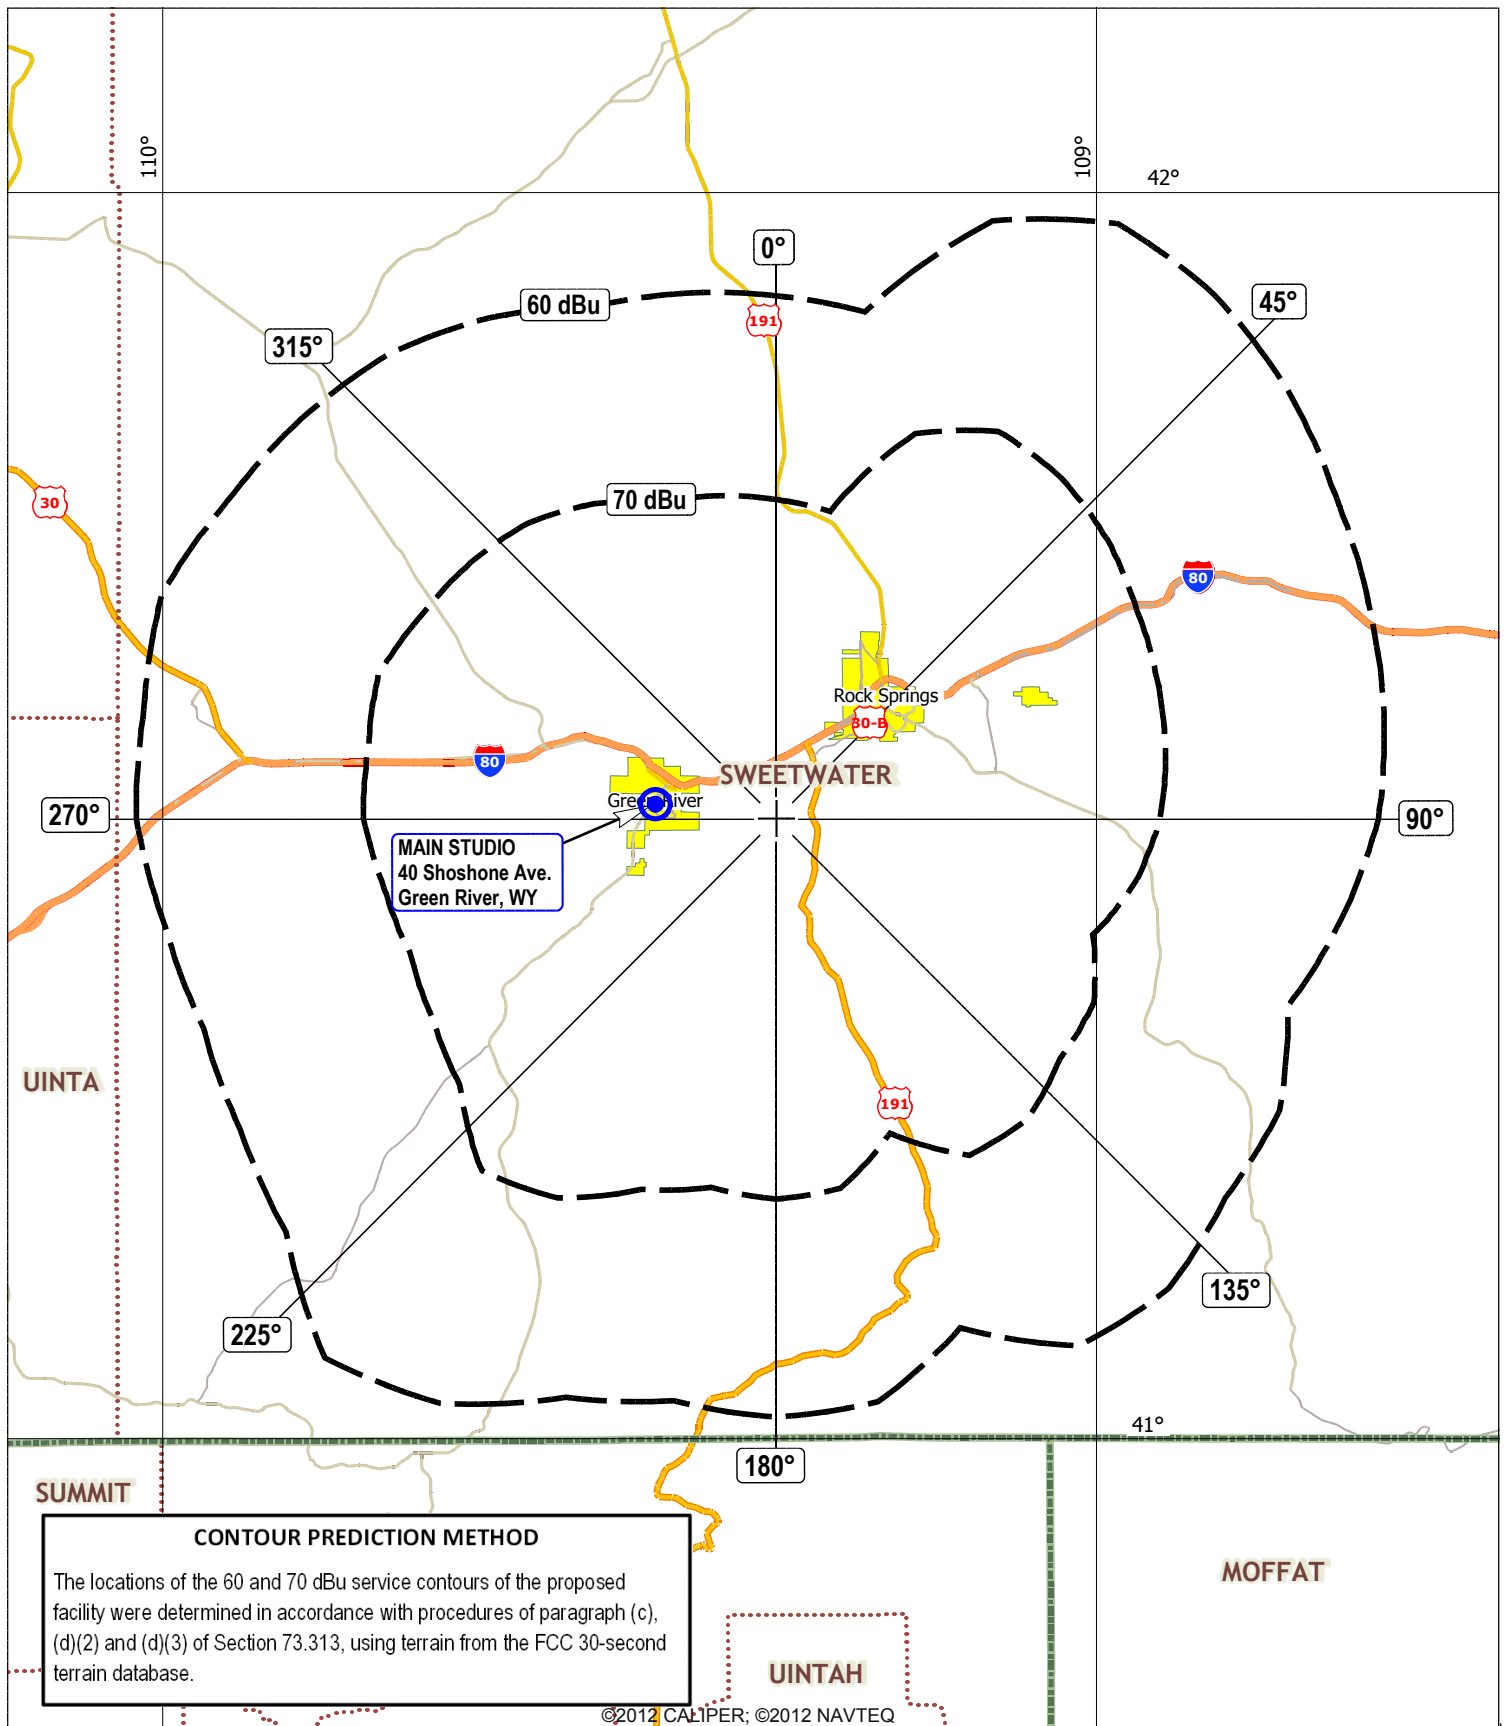 110°
109°
42°
0°
60 dBu
45°
191
315°
30
70 dBu
80
Rock Springs
30-B
80
SWEETWATER
Green River
270°
90°
MAIN STUDIO
40 Shoshone Ave.
Green River, WY
UINTA
191
135°
225°
41°
180°
SUMMIT
CONTOUR PREDICTION METHOD
The locations of the 60 and 70 dBu service contours of the proposed
facility were determined in accordance with procedures of paragraph (c),
(d)(2) and (d)(3) of Section 73.313, using terrain from the FCC 30-second
terrain database.
MOFFAT
UINTAH
©2012 CALIPER; ©2012 NAVTEQ